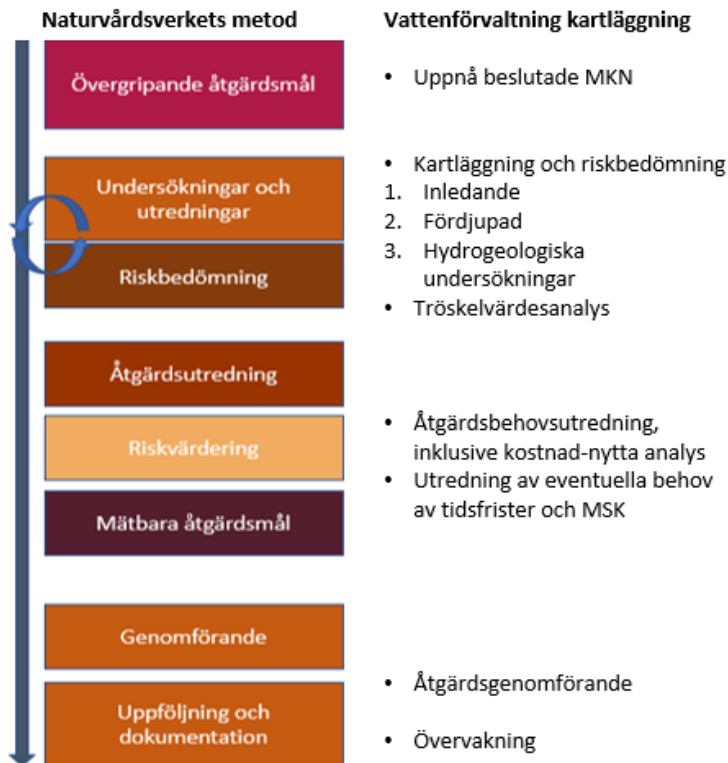 Naturvårdsverkets metod
Övergripande åtgärdsmål
Undersökningar och
utredningar
Riskbedömning
Åtgärdsutredning
Riskvärdering
Mätbara åtgärdsmål
Genomförande
Uppföljning och
dokumentation
Vattenförvaltning kartläggning
• Uppnå beslutade MKN
• Kartläggning och riskbedömning
1. Inledande
2. Fördjupad
3. Hydrogeologiska
undersökningar
• Tröskelvärdesanalys
• Åtgärdsbehovsutredning,
inklusive kostnad-nytta analys
• Utredning av eventuella behov
av tidsfrister och MSK
• Åtgärdsgenomförande
• Övervakning